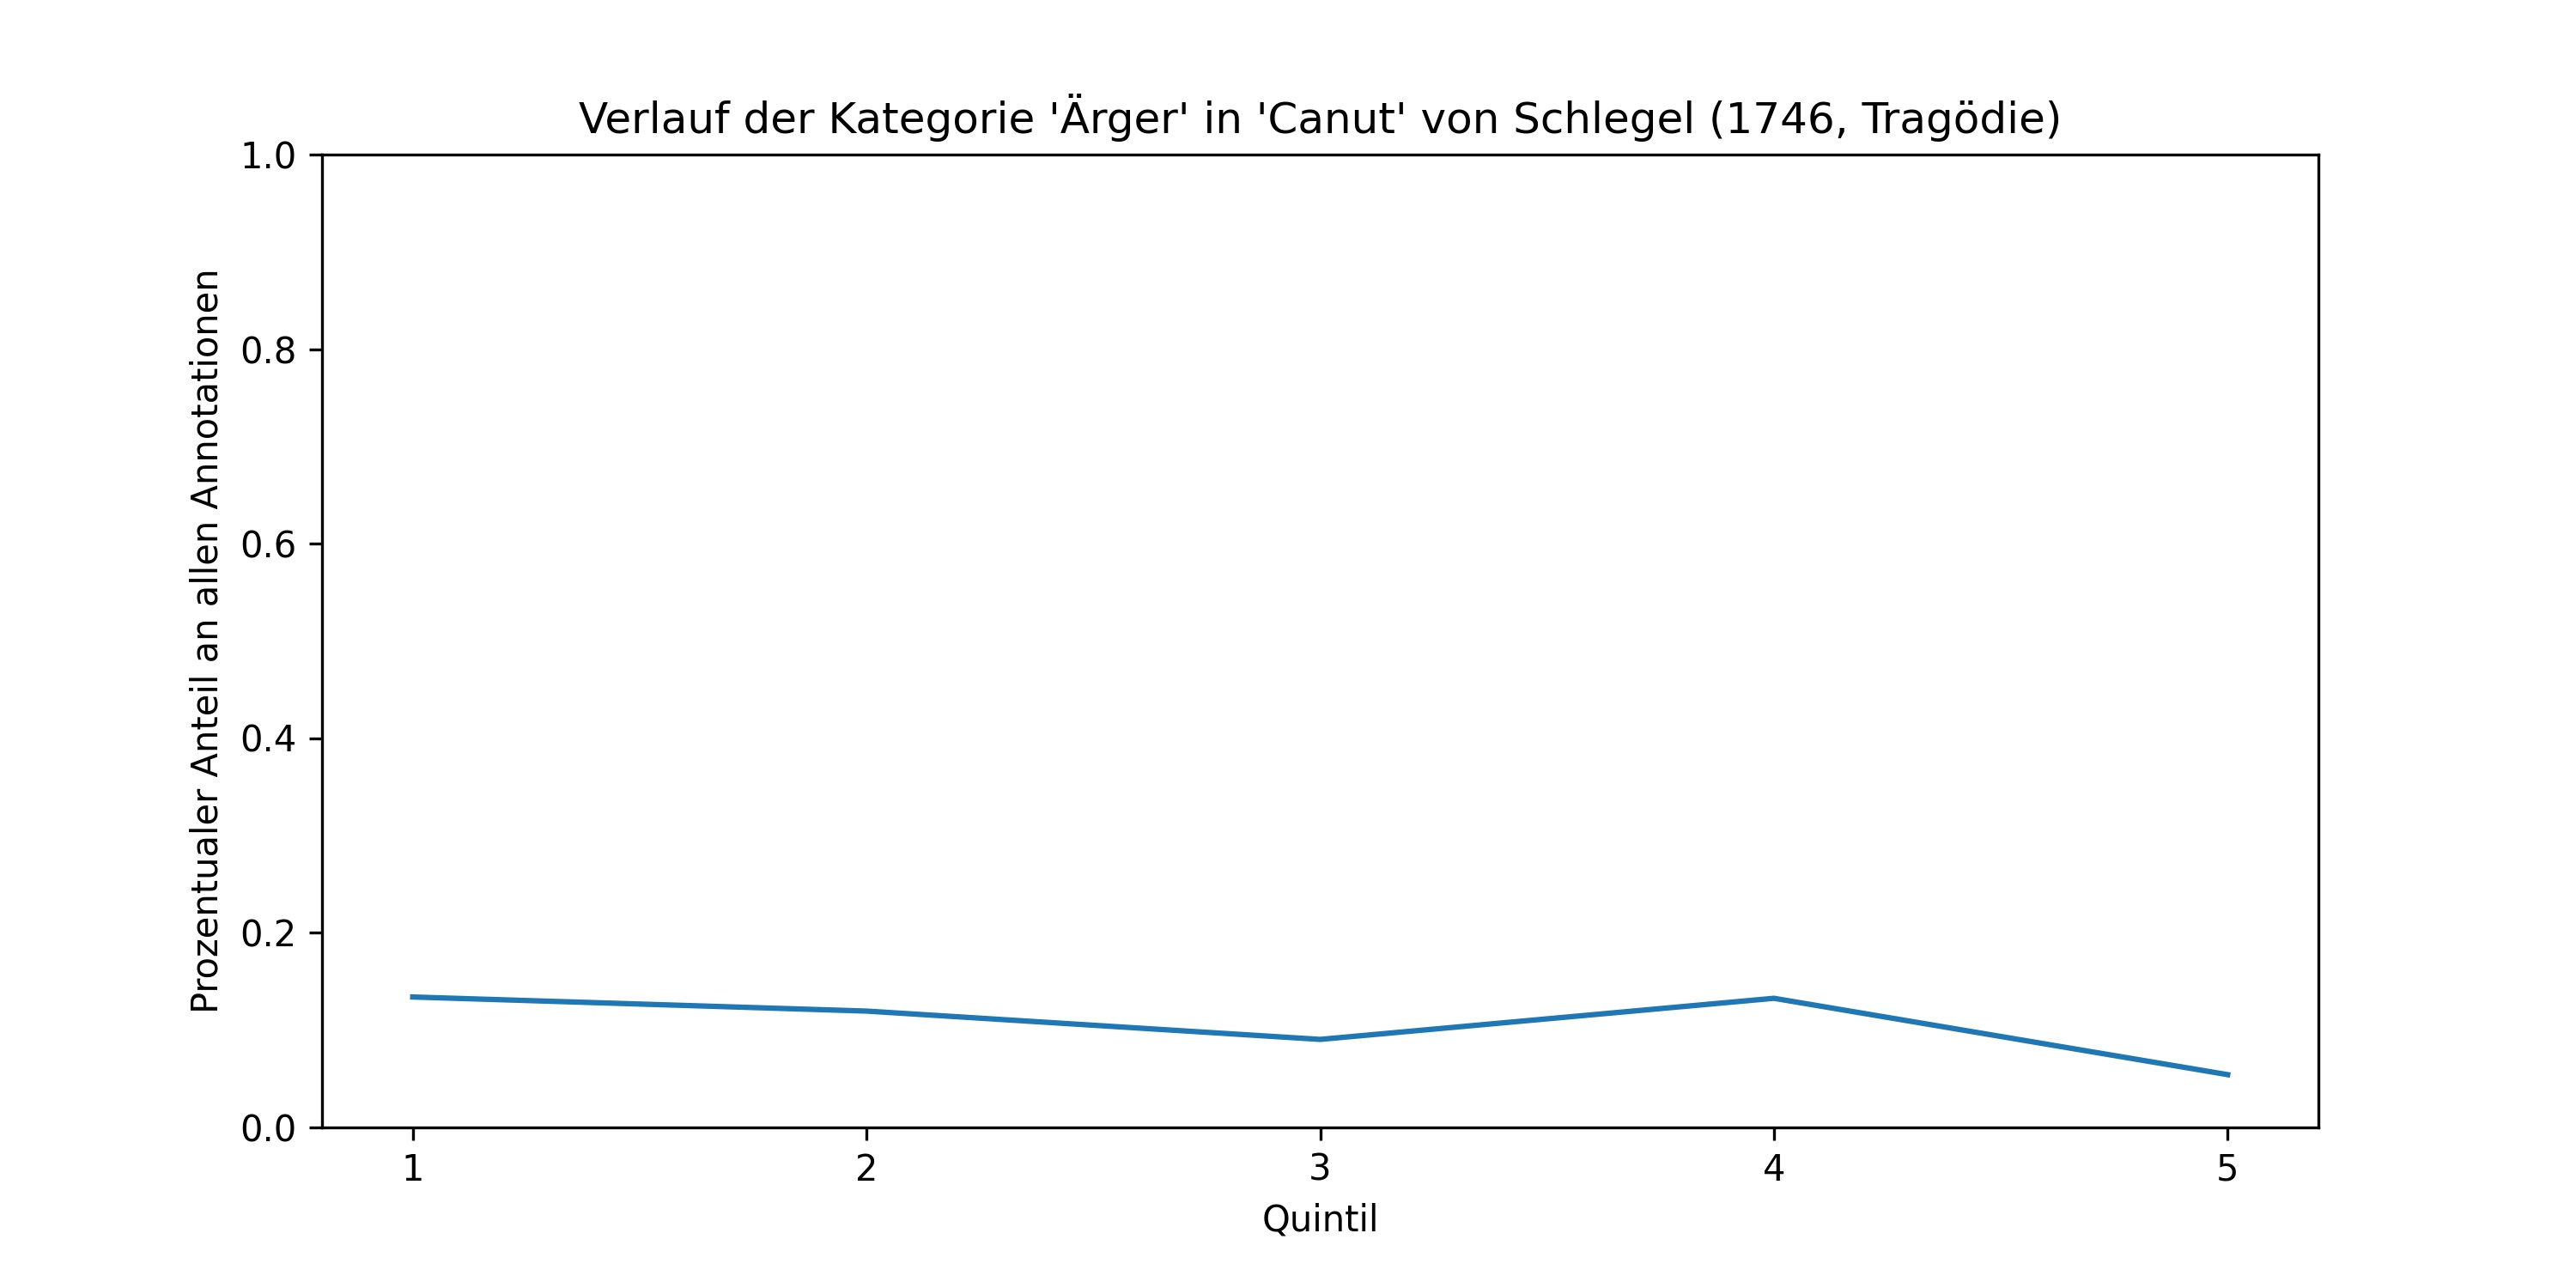 Verlauf der Kategorie 'Ärger' in 'Canut' von Schlegel (1746, Tragödie)
Prozentualer Anteil an allen Annotationen
1.0
0.8
0.6
0.4
0.2
0.0
1 2 3 4 5
Quintil